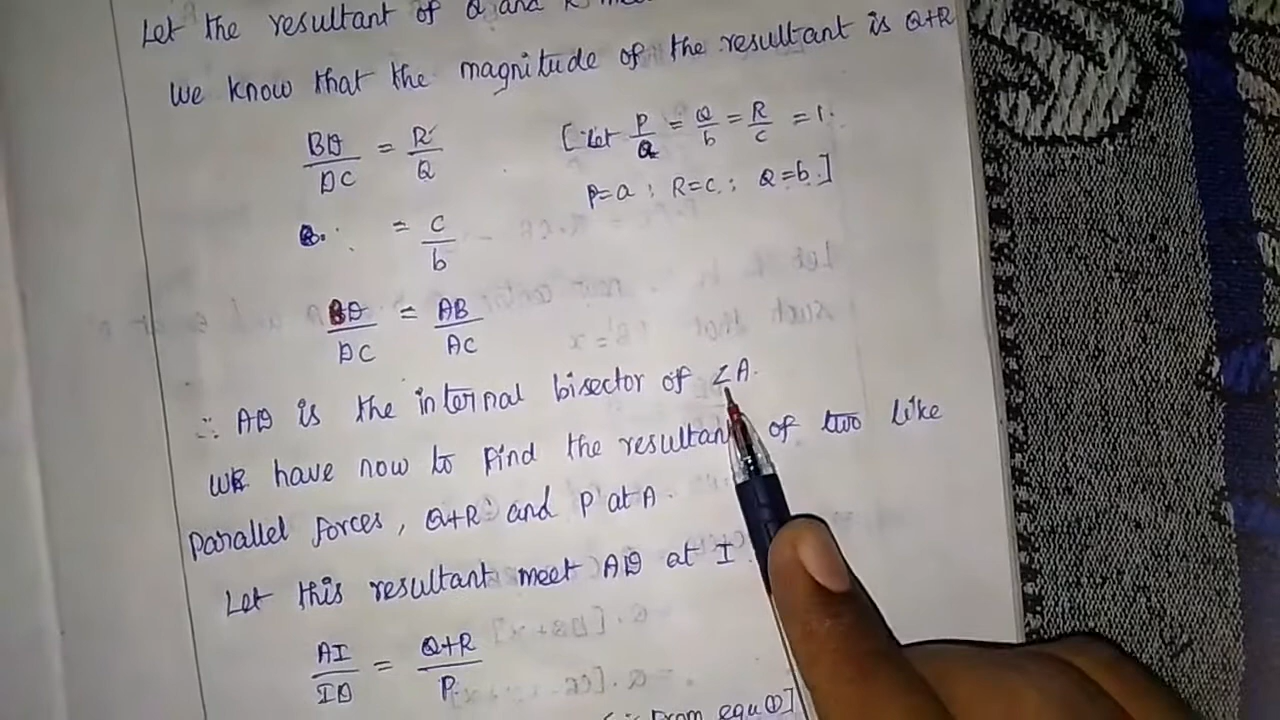 Let the resultant of Q and R
We know that the magnitude of the resultant is Q+R
BD/DC = R/Q [∵ Let P/a = Q/b = R/c = 1.
P=a ; R=c ; Q=b.]
= c/b
BD/DC = AB/AC
∴ AD is the internal bisector of ∠A.
We have now to find the resultant of two like
parallel forces, Q+R and P at A.
Let this resultant meet AD at I.
AI/ID = Q+R/P
[∵ From equ ①]